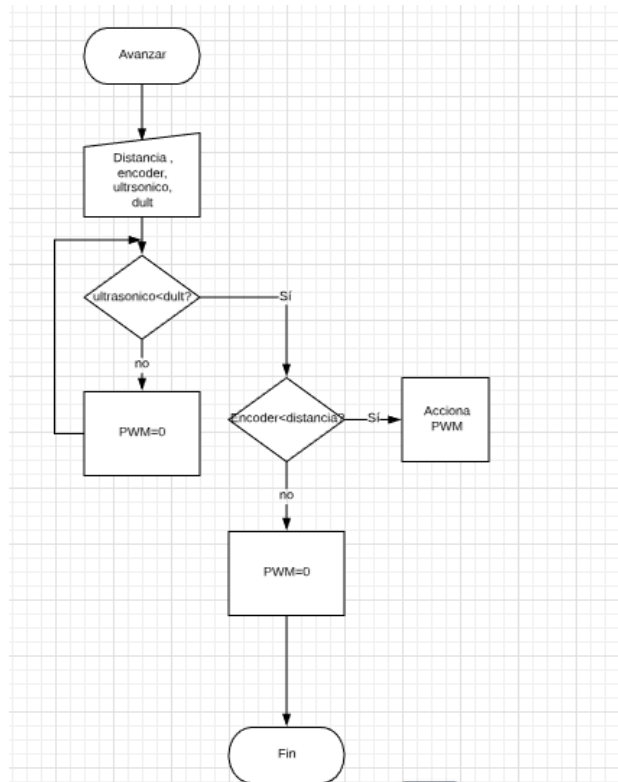 Avanzar
Distancia ,
encoder,
ultrsonico,
dult
ultrasonico<dult?
Sí
no
PWM=0
Encoder<distancia?
Sí
Acciona
PWM
no
PWM=0
Fin